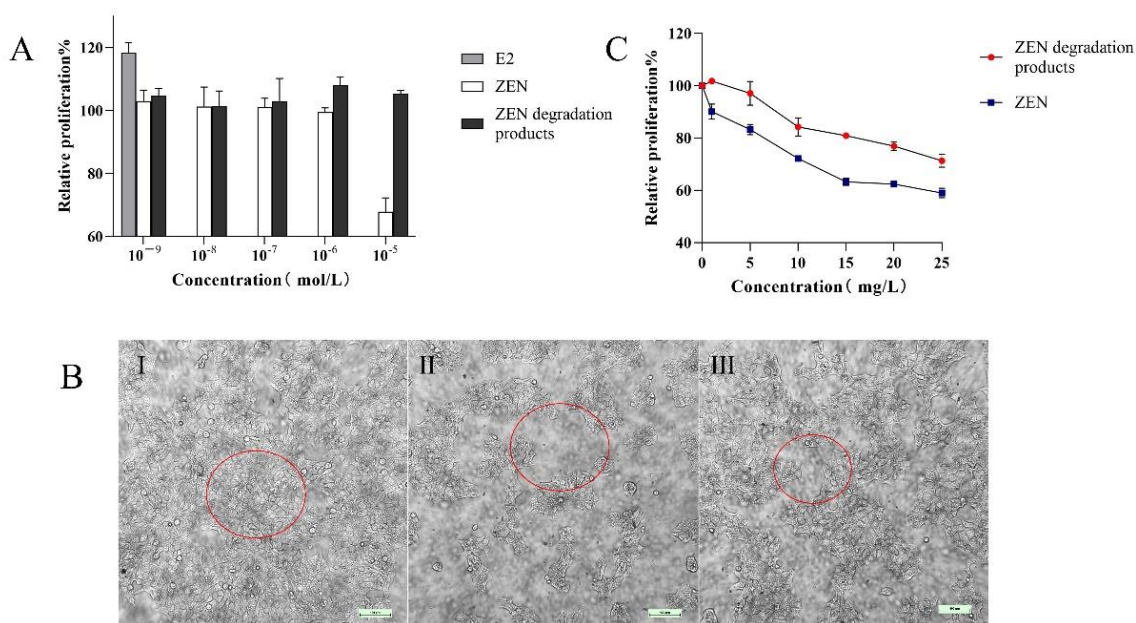 A
Relative proliferation%
120
100
80
60
10⁻⁹
10⁻⁸
10⁻⁷
10⁻⁶
10⁻⁵
Concentration( mol/L)
E2
ZEN
ZEN degradation
products
C
Relative proliferation%
120
100
80
60
40
0
5
10
15
20
25
Concentration( mg/L)
ZEN degradation
products
ZEN
B
I
II
III